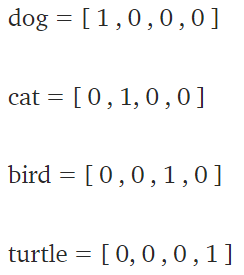 dog = [ 1 , 0 , 0 , 0 ]
cat = [ 0 , 1, 0 , 0 ]
bird = [ 0 , 0 , 1 , 0 ]
turtle = [ 0, 0 , 0 , 1 ]